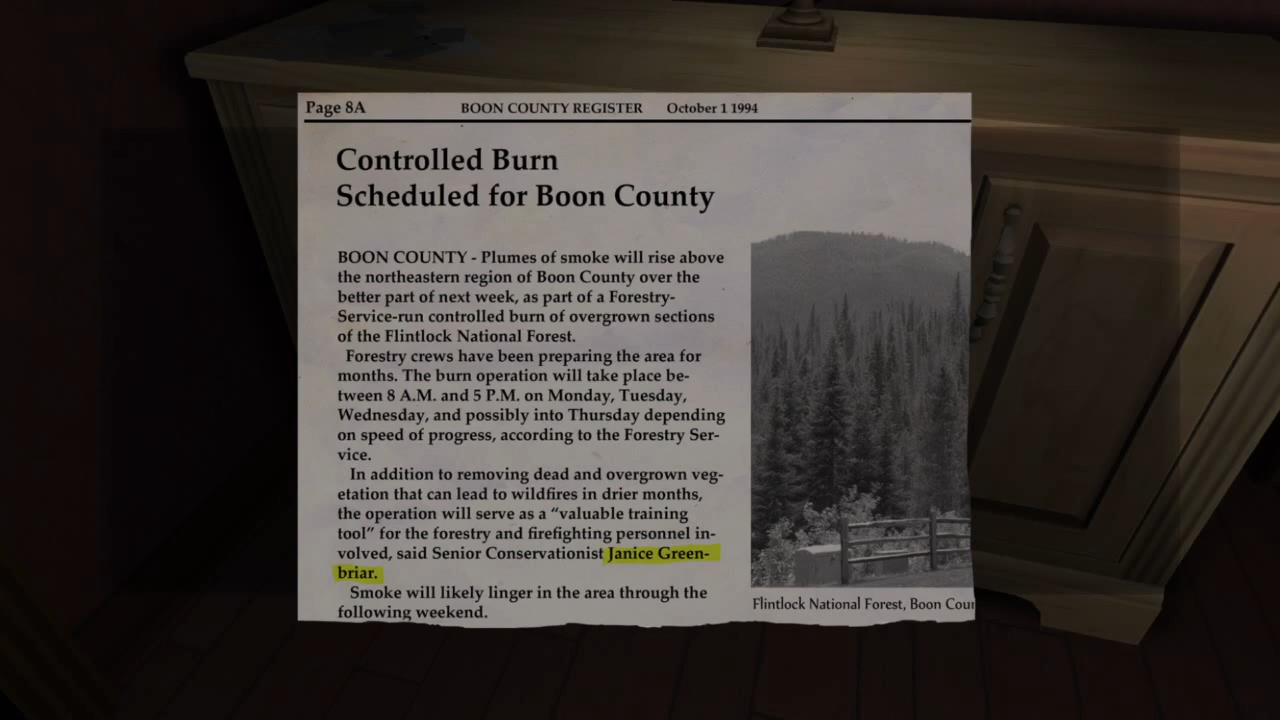 Page 8A BOON COUNTY REGISTER October 1 1994
Controlled Burn
Scheduled for Boon County
BOON COUNTY - Plumes of smoke will rise above
the northeastern region of Boon County over the
better part of next week, as part of a Forestry-
Service-run controlled burn of overgrown sections
of the Flintlock National Forest.
Forestry crews have been preparing the area for
months. The burn operation will take place be-
tween 8 A.M. and 5 P.M. on Monday, Tuesday,
Wednesday, and possibly into Thursday depending
on speed of progress, according to the Forestry Ser-
vice.
In addition to removing dead and overgrown veg-
etation that can lead to wildfires in drier months,
the operation will serve as a “valuable training
tool” for the forestry and firefighting personnel in-
volved, said Senior Conservationist Janice Green-
briar.
Smoke will likely linger in the area through the
following weekend.
Flintlock National Forest, Boon Coun